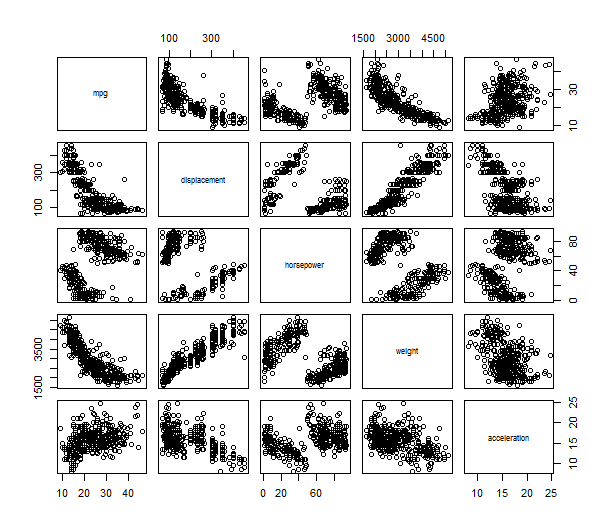 100 300 1500 3000 4500
mpg
10 20 30 40
100 300
displacement
horsepower
0 40 80
1500 3500
weight
acceleration
10 15 20 25
10 20 30 40 0 20 40 60 10 15 20 25